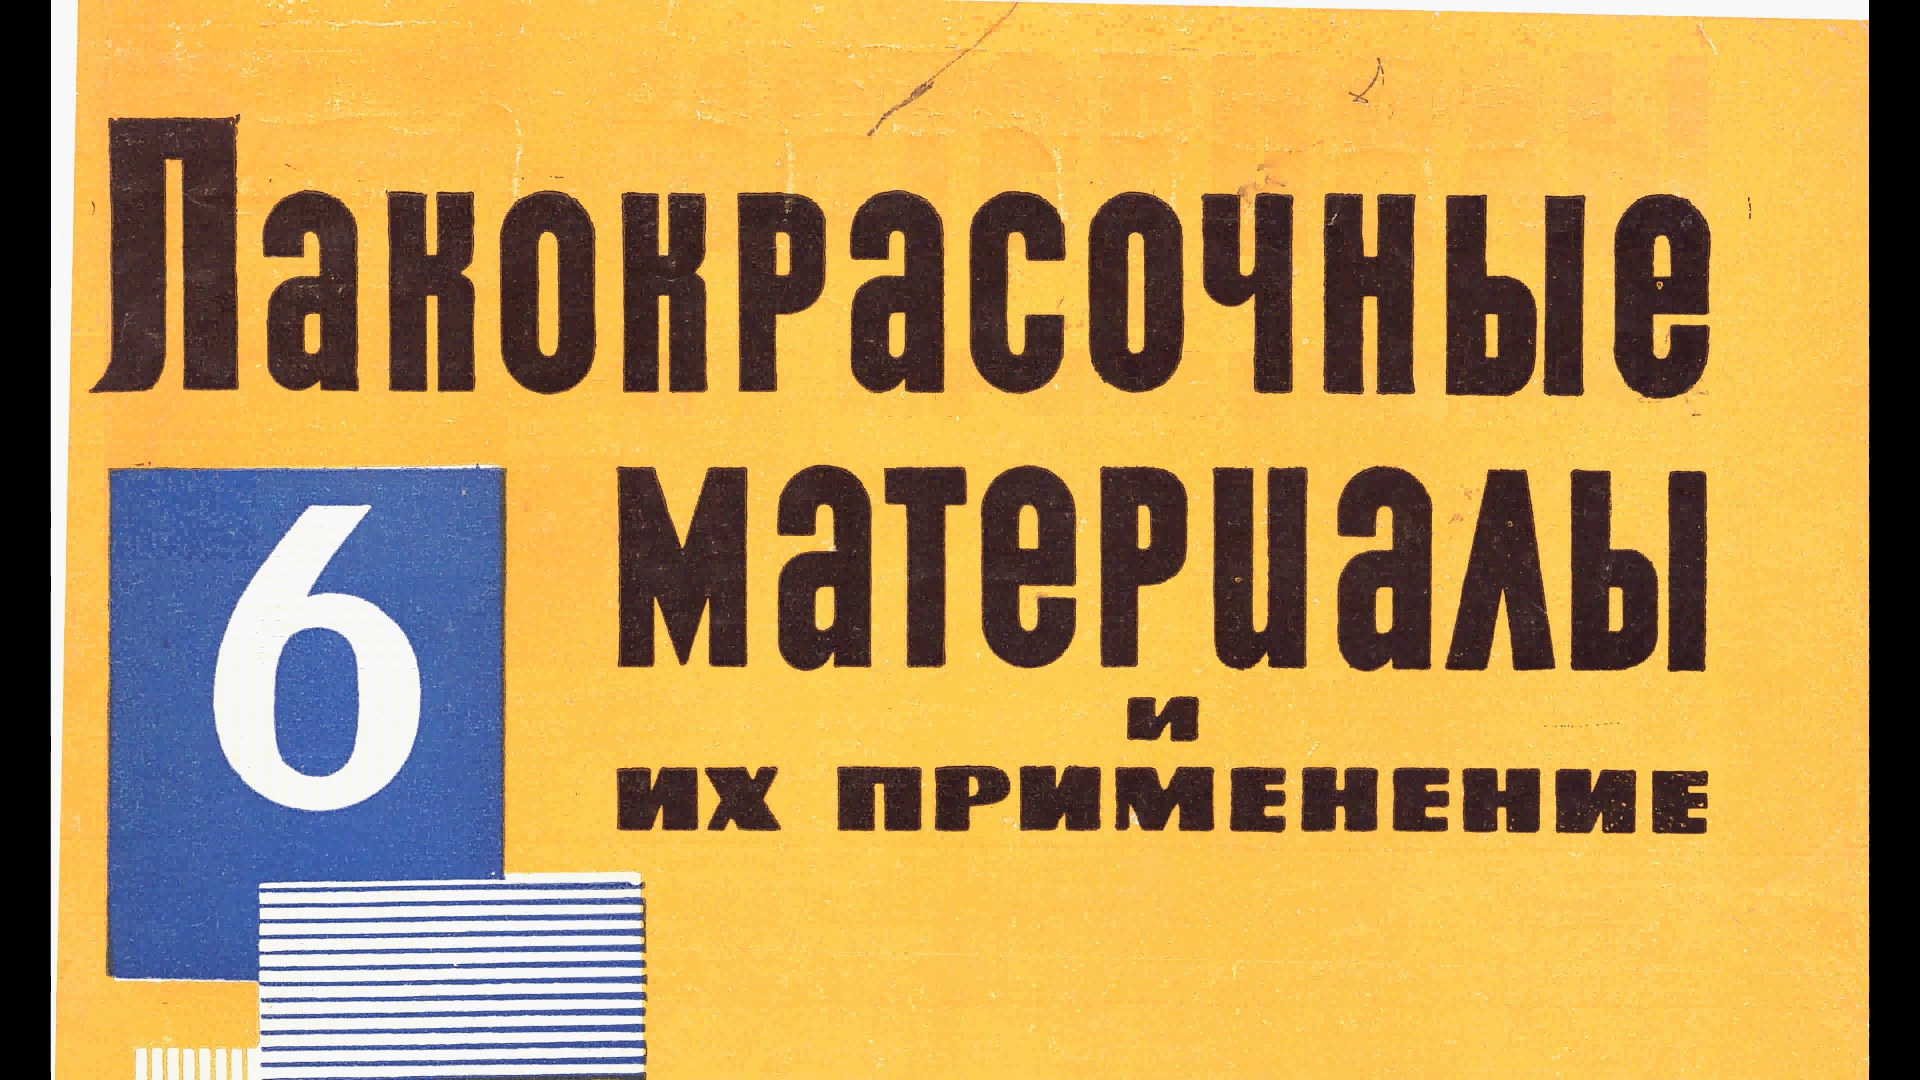 Лакокрасочные
6
материалы
и
их применение